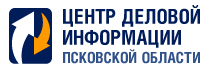 ЦЕНТР ДЕЛОВОЙ
ИНФОРМАЦИИ
ПСКОВСКОЙ ОБЛАСТИ